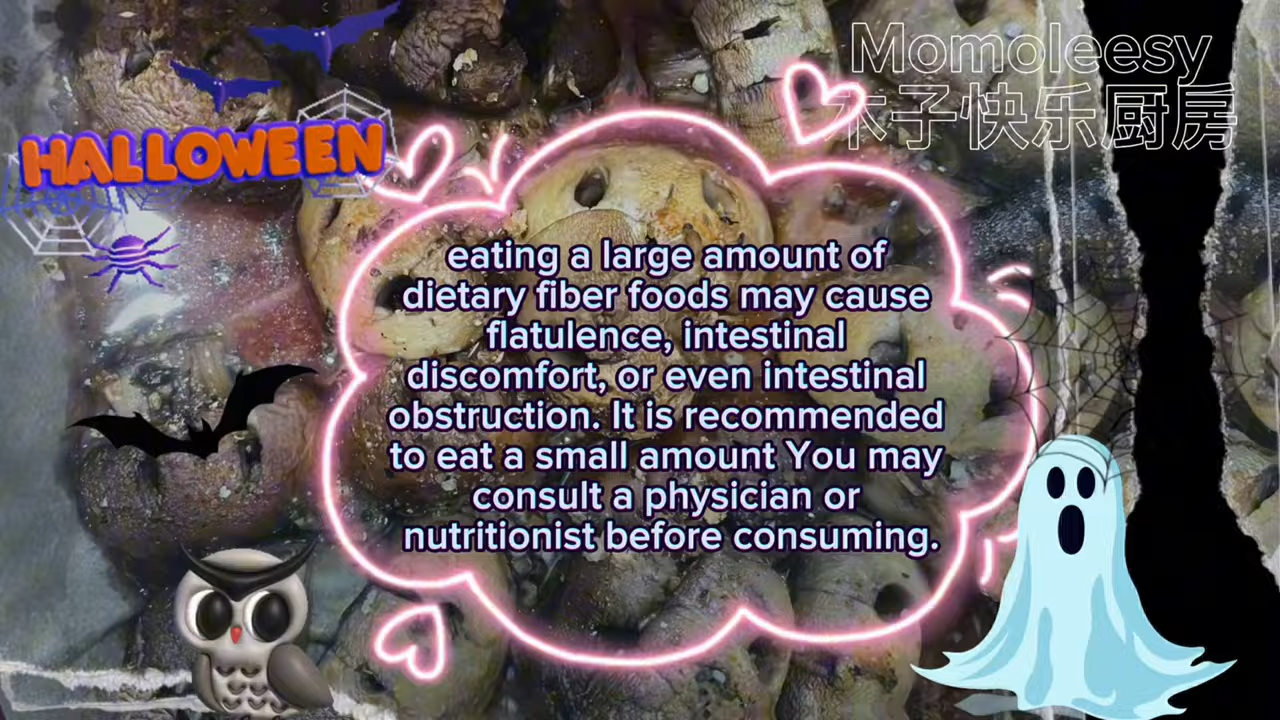 Momoleesy
木子快乐厨房
HALLOWEEN
eating a large amount of
dietary fiber foods may cause
flatulence, intestinal
discomfort, or even intestinal
obstruction. It is recommended
to eat a small amount You may
consult a physician or
nutritionist before consuming.